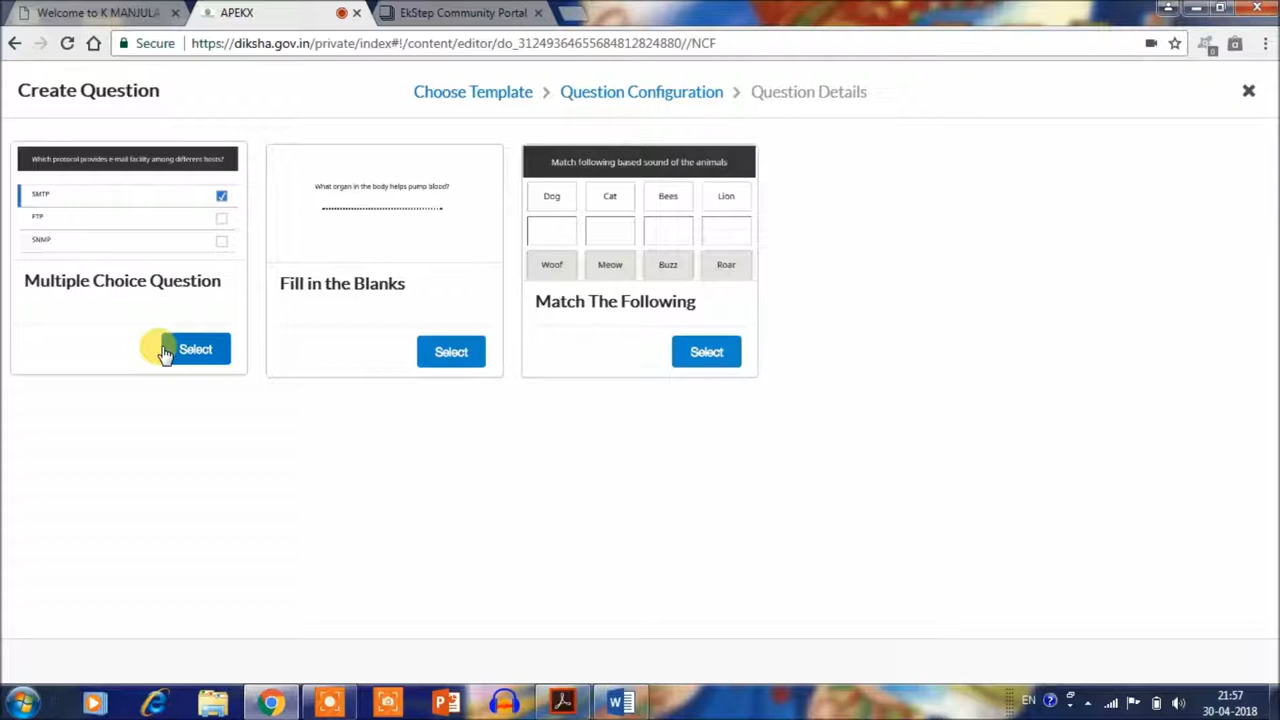 Welcome to K MANJULA
APEKX
EkStep Community Portal
Secure
https://diksha.gov.in/private/index#!/content/editor/do_31249364655684812824880//NCF
Create Question
Choose Template > Question Configuration > Question Details
Which protocol provides e-mail facility among different hosts?
SMTP
FTP
SNMP
Multiple Choice Question
Select
What organ in the body helps pump blood?
Fill in the Blanks
Select
Match following based sound of the animals
Dog Cat Bees Lion
Woof Meow Buzz Roar
Match The Following
Select
EN
21:57
30-04-2018